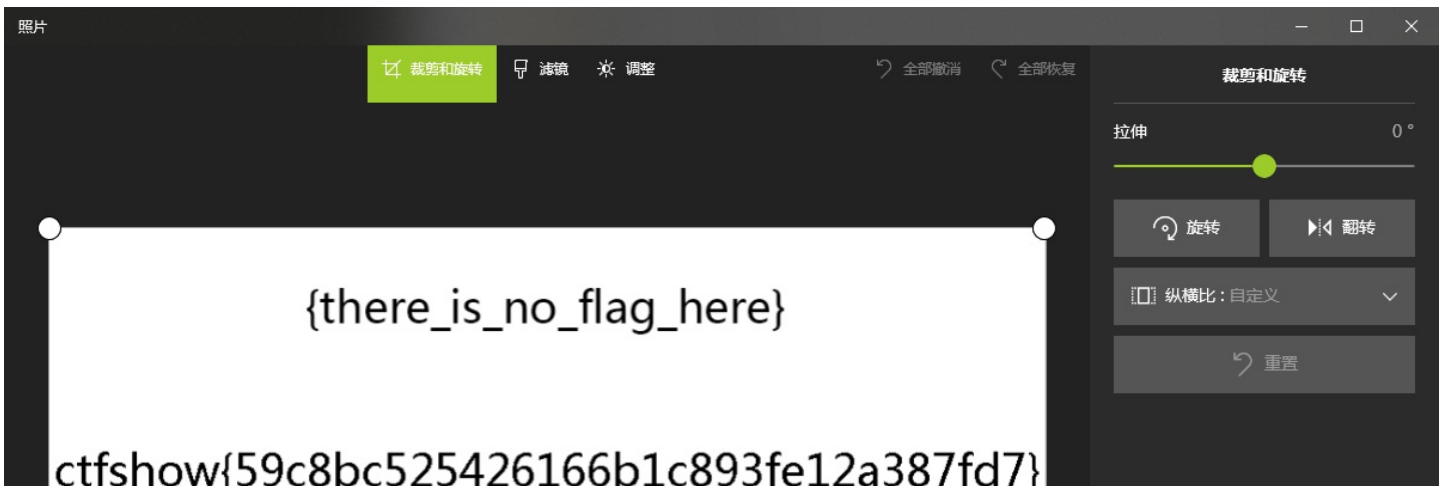 照片
裁剪和旋转 滤镜 调整 全部撤消 全部恢复
裁剪和旋转
拉伸 0°
旋转 翻转
纵横比：自定义
重置
{there_is_no_flag_here}
ctfshow{59c8bc525426166b1c893fe12a387fd7}